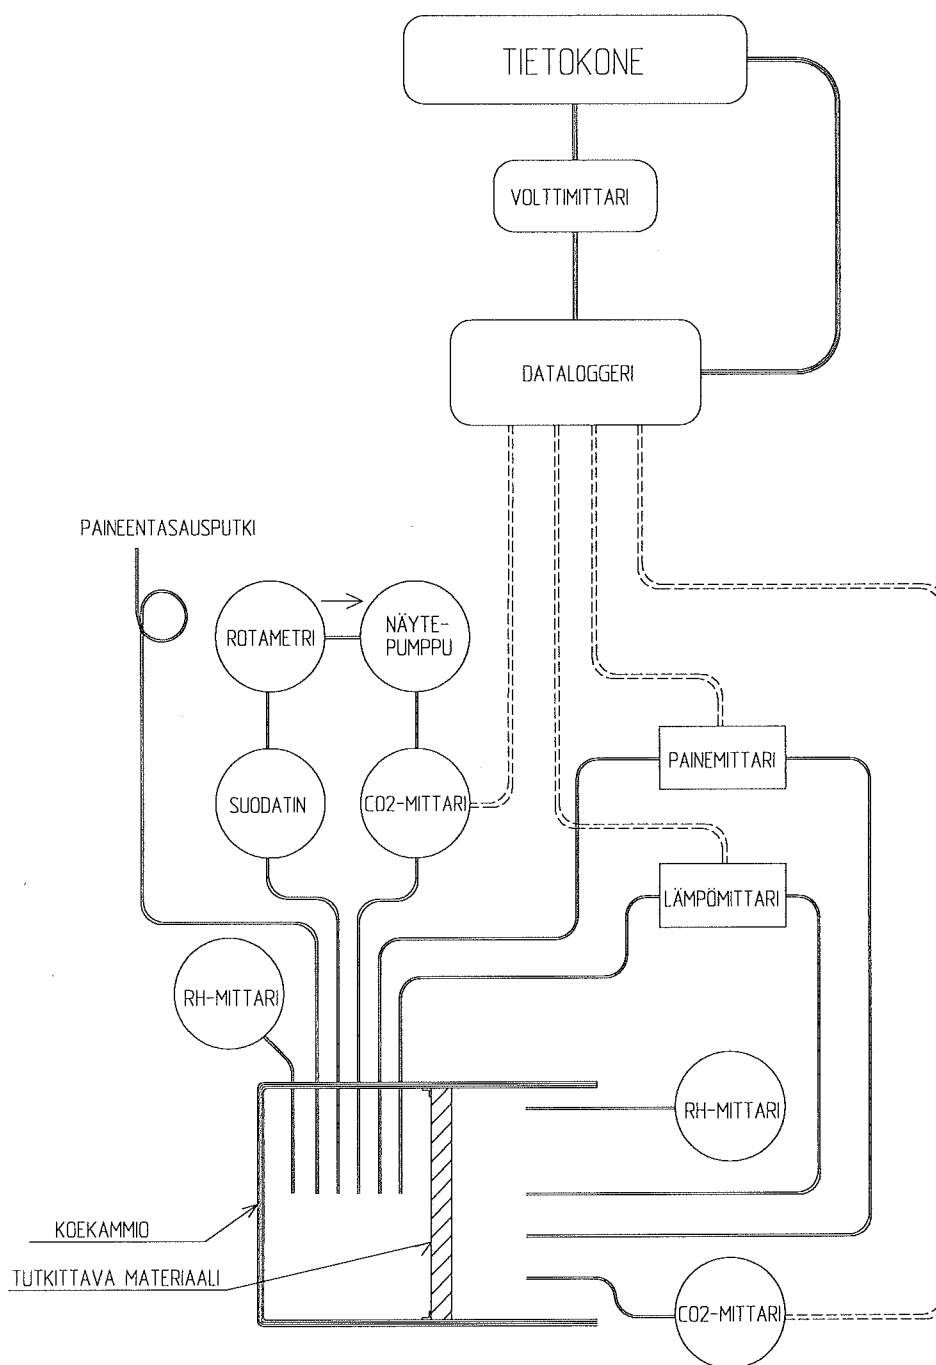 TIETOKONE
VOLTTIMITTARI
DATALOGGERI
PAINEENTASAUSPUTKI
ROTAMETRI
NÄYTE-
PUMPPU
PAINEMITTARI
SUODATIN
CO2-MITTARI
LÄMPÖMITTARI
RH-MITTARI
RH-MITTARI
KOEKAMMIO
TUTKITTAVA MATERIAALI
CO2-MITTARI